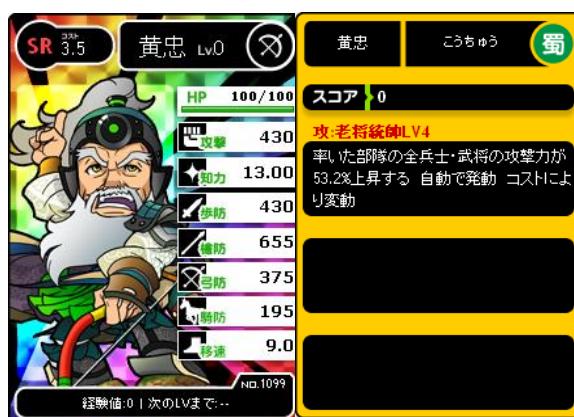 SR コスト 3.5 黄忠 Lv.0
HP 100/100
攻撃 430
知力 13.00
歩防 430
槍防 655
弓防 375
騎防 195
移速 9.0
NO.1099
経験値:0 | 次のLVまで:--
黄忠 こうちゅう 蜀
スコア 0
攻:老将統帥LV4
率いた部隊の全兵士・武将の攻撃力が
53.2%上昇する 自動で発動 コストによ
り変動